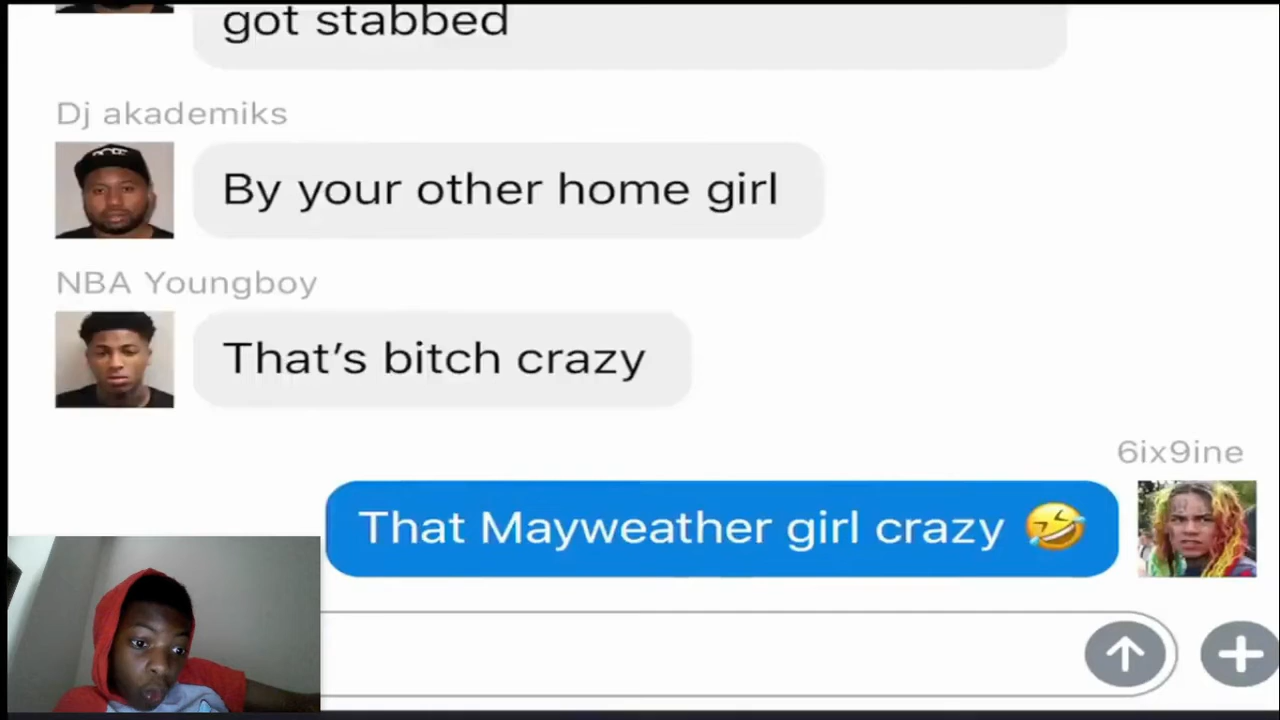 got stabbed
Dj akademiks
By your other home girl
NBA Youngboy
That's bitch crazy
6ix9ine
That Mayweather girl crazy 🤣